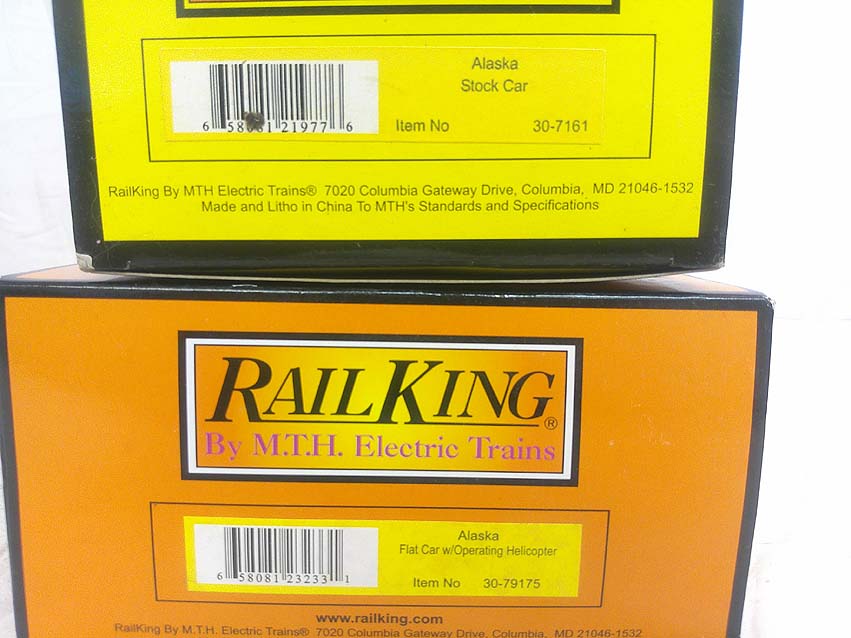 Alaska
Stock Car
6 58081 21977 6
Item No 30-7161
RailKing By MTH Electric Trains® 7020 Columbia Gateway Drive, Columbia, MD 21046-1532
Made and Litho in China To MTH's Standards and Specifications
RAILKING®
By M.T.H. Electric Trains
Alaska
Flat Car w/Operating Helicopter
6 58081 23233 1
Item No 30-79175
www.railking.com
RailKing By M.T.H. Electric Trains® 7020 Columbia Gateway Drive, Columbia, MD 21046-1532